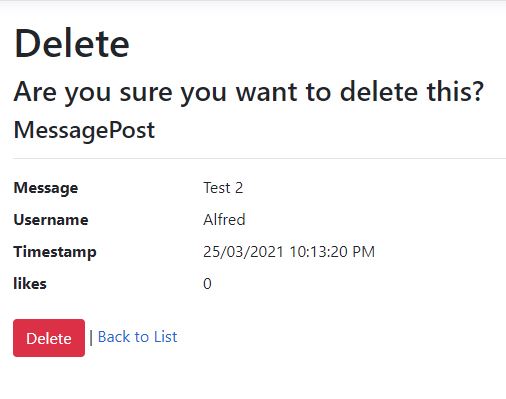 Delete
Are you sure you want to delete this?
MessagePost
Message Test 2
Username Alfred
Timestamp 25/03/2021 10:13:20 PM
likes 0
Delete | Back to List